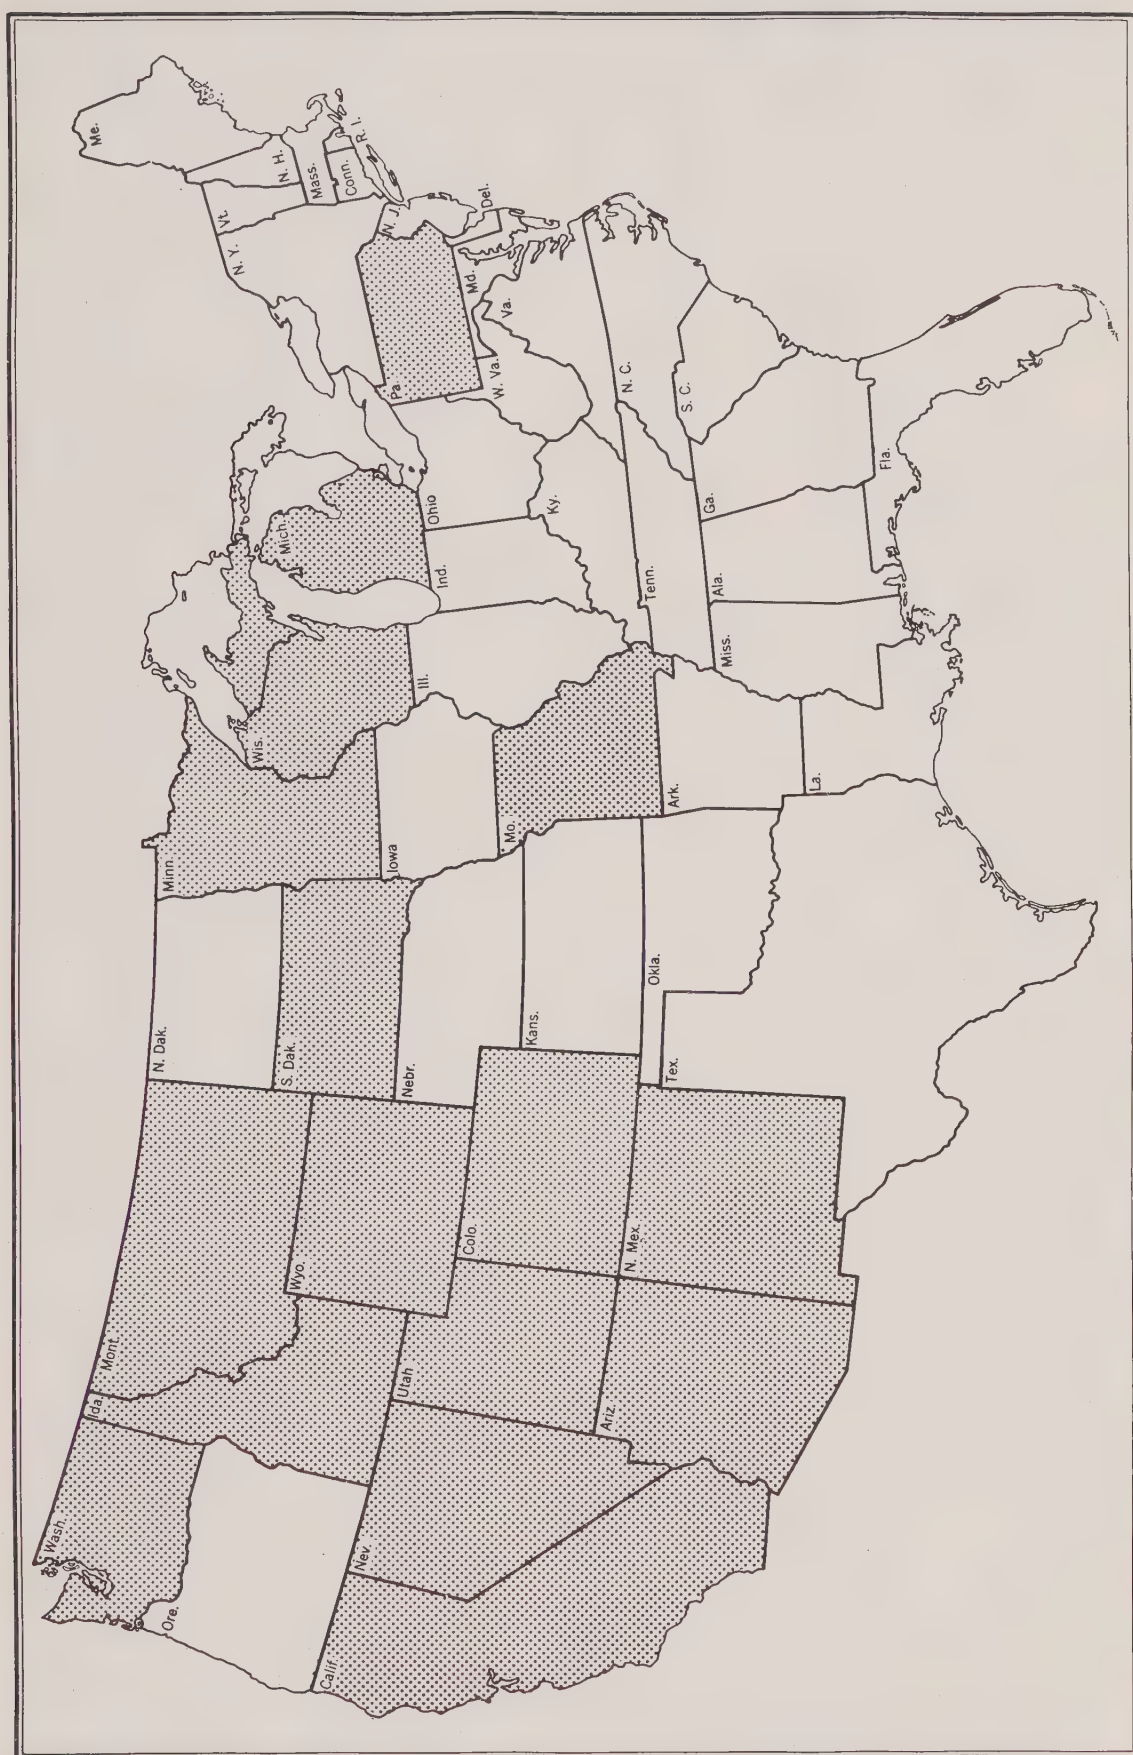 Wash.
Ore.
Calif.
Ida.
Nev.
Mont.
Utah
Ariz.
Wyo.
Colo.
N. Mex.
N. Dak.
S. Dak.
Nebr.
Kans.
Okla.
Tex.
Minn.
Iowa
Mo.
Ark.
La.
Wis.
Ill.
Miss.
Mich.
Ind.
Ohio
Ky.
Tenn.
Ala.
Ga.
Fla.
Pa.
W. Va.
Va.
N. C.
S. C.
Md.
Del.
N. J.
N. Y.
Vt.
N. H.
Mass.
Conn.
R. I.
Me.